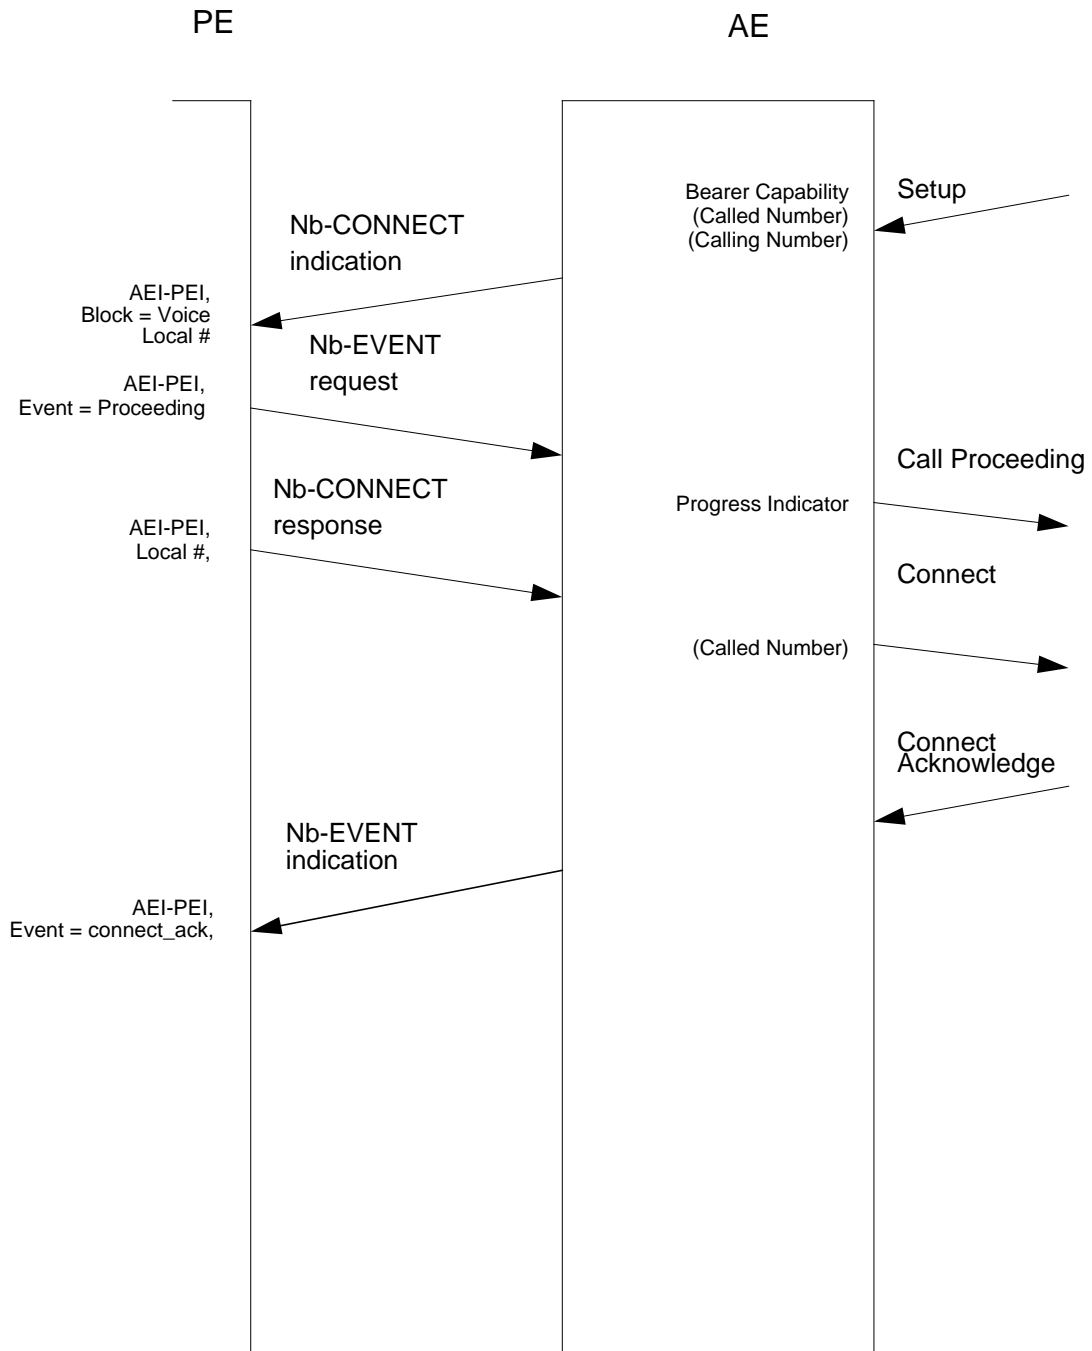 PE
AE
Bearer Capability
(Called Number)
(Calling Number)
Setup
Nb-CONNECT
indication
AEI-PEI,
Block = Voice
Local #
Nb-EVENT
request
AEI-PEI,
Event = Proceeding
Call Proceeding
Nb-CONNECT
response
Progress Indicator
AEI-PEI,
Local #,
Connect
(Called Number)
Connect
Acknowledge
Nb-EVENT
indication
AEI-PEI,
Event = connect_ack,